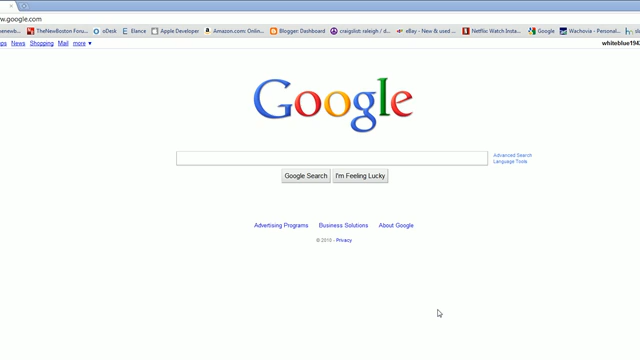 w.google.com
TheNewBoston Foru... oDesk Elance Apple Developer Amazon.com: Onlin... Blogger: Dashboard craigslist: raleigh / d... eBay - New & used ... Netflix: Watch Insta... Google Wachovia - Personal...
News Shopping Mail more ▼ whiteblue194
Google
Advanced Search
Language Tools
Google Search I'm Feeling Lucky
Advertising Programs Business Solutions About Google
© 2010 - Privacy